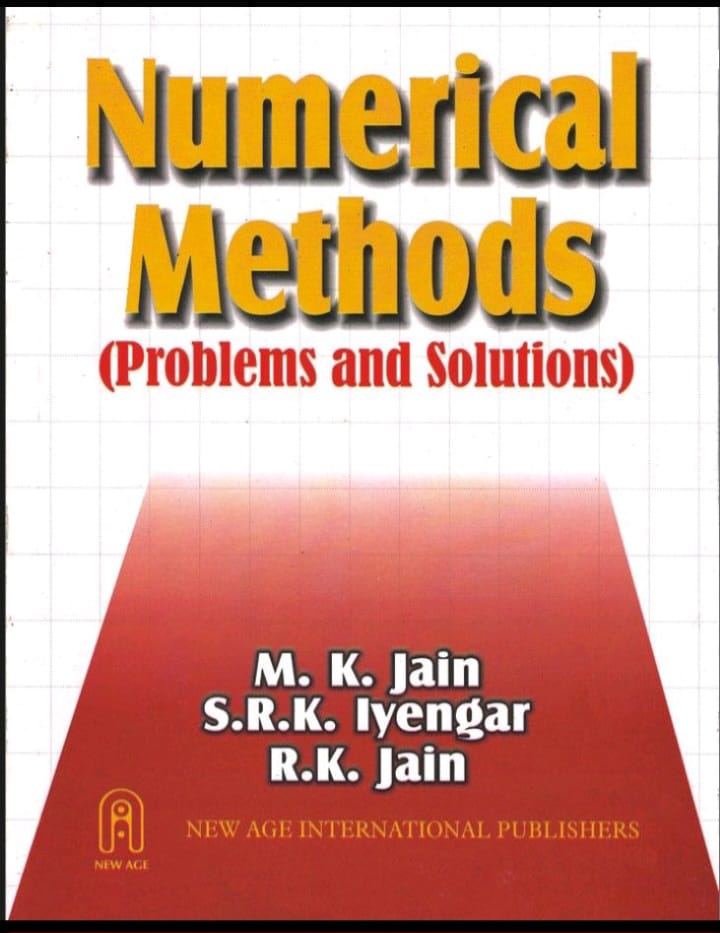 Numerical
Methods
(Problems and Solutions)
M. K. Jain
S.R.K. Iyengar
R.K. Jain
NEW AGE INTERNATIONAL PUBLISHERS
NEW AGE